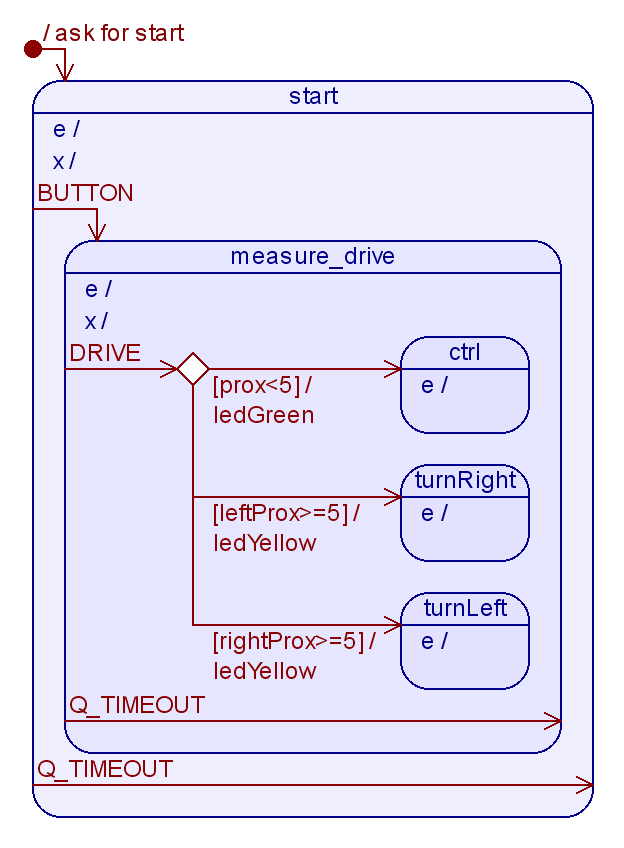 / ask for start
start
e /
x /
BUTTON
measure_drive
e /
x /
DRIVE
ctrl
[prox<5] /
e /
ledGreen
turnRight
[leftProx>=5] /
e /
ledYellow
turnLeft
[rightProx>=5] /
e /
ledYellow
Q_TIMEOUT
Q_TIMEOUT